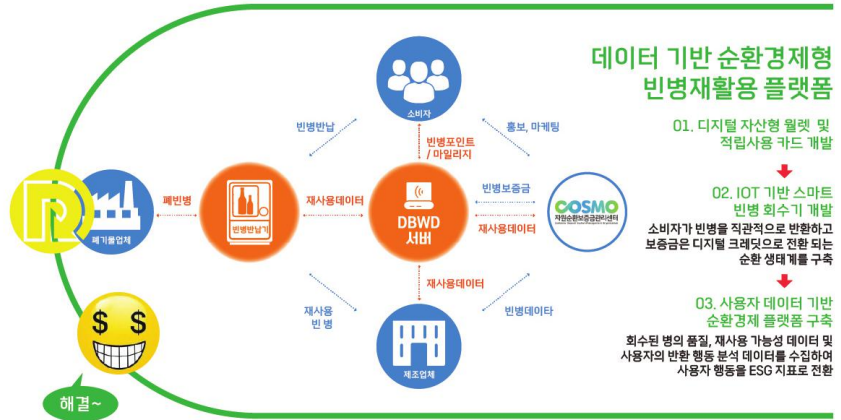 데이터 기반 순환경제형
빈병재활용 플랫폼
01. 디지털 자산형 월렛 및
적립사용 카드 개발
02. IOT 기반 스마트
빈병 회수기 개발
소비자가 빈병을 직관적으로 반환하고
보증금은 디지털 크레딧으로 전환 되는
순환 생태계를 구축
03. 사용자 데이터 기반
순환경제 플랫폼 구축
회수된 병의 품질, 재사용 가능성 데이터 및
사용자의 반환 행동 분석 데이터를 수집하여
사용자 행동을 ESG 지표로 전환
소비자
빈병반납
홍보, 마케팅
빈병포인트
/ 마일리지
폐기물업체
폐빈병
빈병반납기
재사용데이터
DBWD
서버
빈병보증금
재사용데이터
COSMO
자원순환보증금관리센터
재사용데이터
재사용
빈 병
빈병데이타
제조업체
$ $
해결~